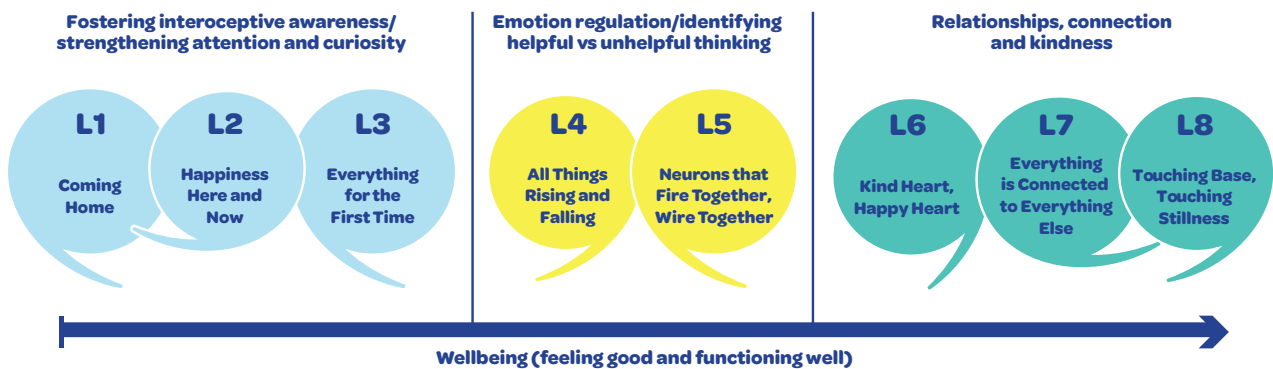 Fostering interoceptive awareness/
strengthening attention and curiosity
Emotion regulation/identifying
helpful vs unhelpful thinking
Relationships, connection
and kindness
L1
Coming
Home
L2
Happiness
Here and
Now
L3
Everything
for the
First Time
L4
All Things
Rising and
Falling
L5
Neurons that
Fire Together,
Wire Together
L6
Kind Heart,
Happy Heart
L7
Everything
is Connected
to Everything
Else
L8
Touching Base,
Touching
Stillness
Wellbeing (feeling good and functioning well)